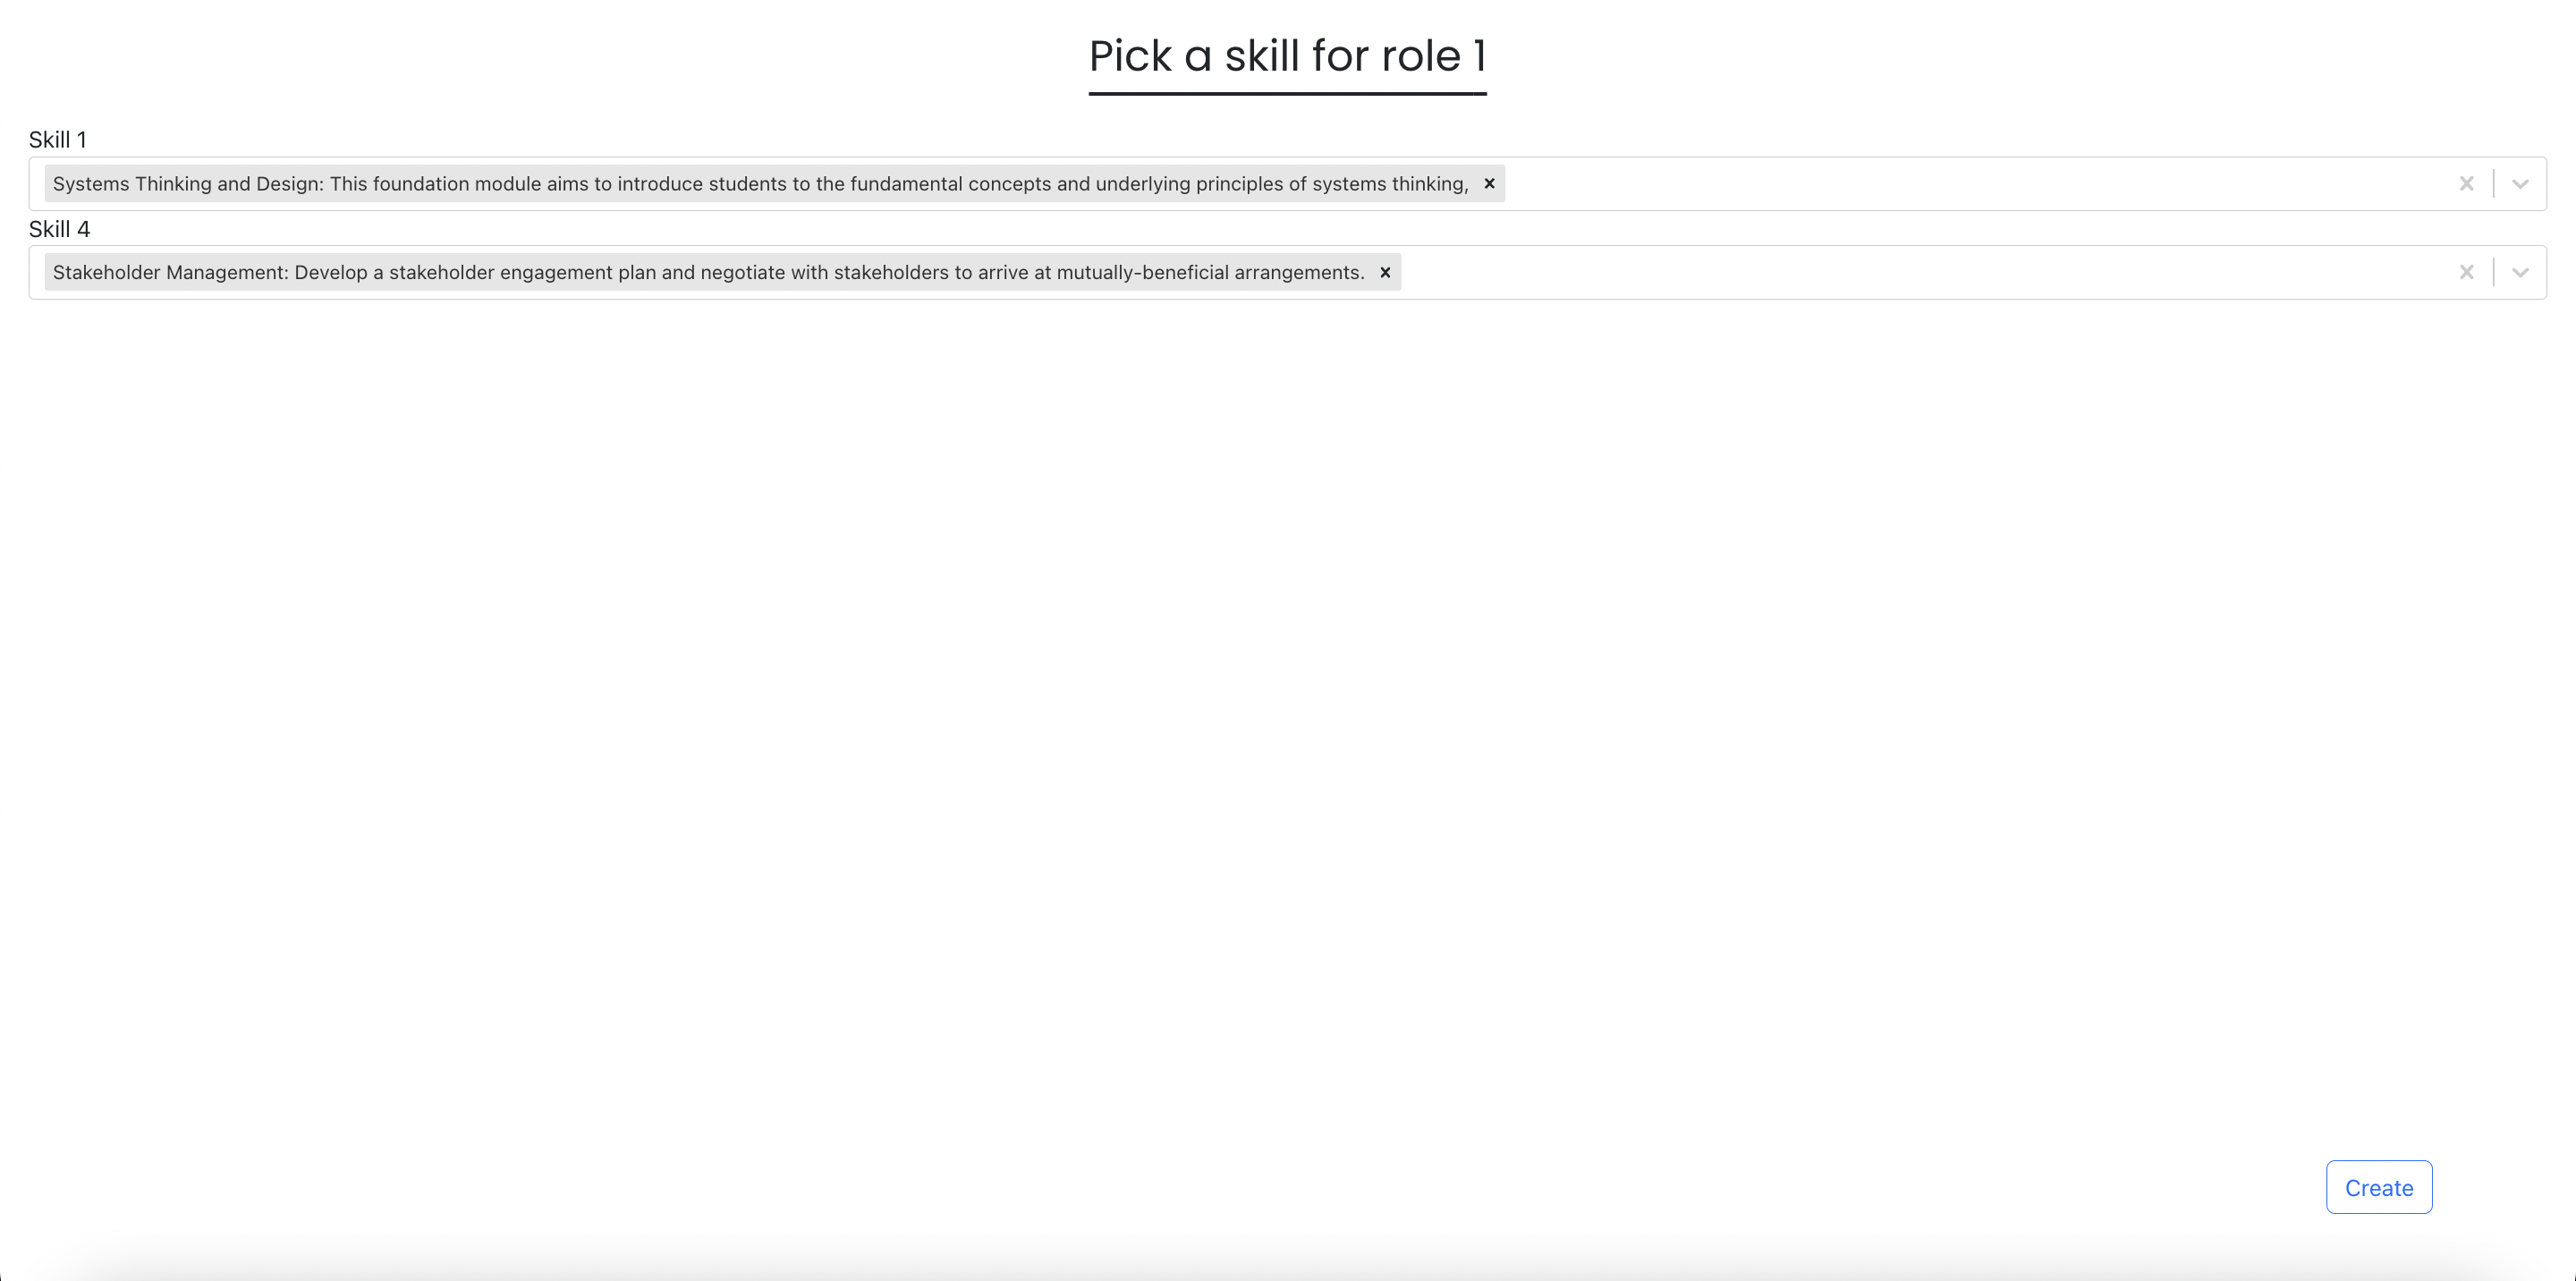 Pick a skill for role 1
Skill 1
Systems Thinking and Design: This foundation module aims to introduce students to the fundamental concepts and underlying principles of systems thinking,
Skill 4
Stakeholder Management: Develop a stakeholder engagement plan and negotiate with stakeholders to arrive at mutually-beneficial arrangements.
Create